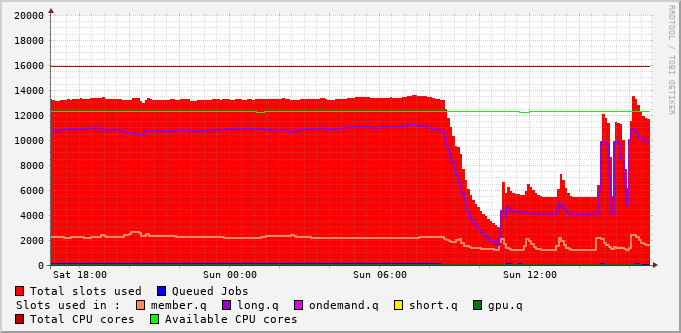 RRDTOOL / TOBI OETIKER
20000
18000
16000
14000
12000
10000
8000
6000
4000
2000
0
Sat 18:00 Sun 00:00 Sun 06:00 Sun 12:00
Total slots used Queued Jobs
Slots used in : member.q long.q ondemand.q short.q gpu.q
Total CPU cores Available CPU cores